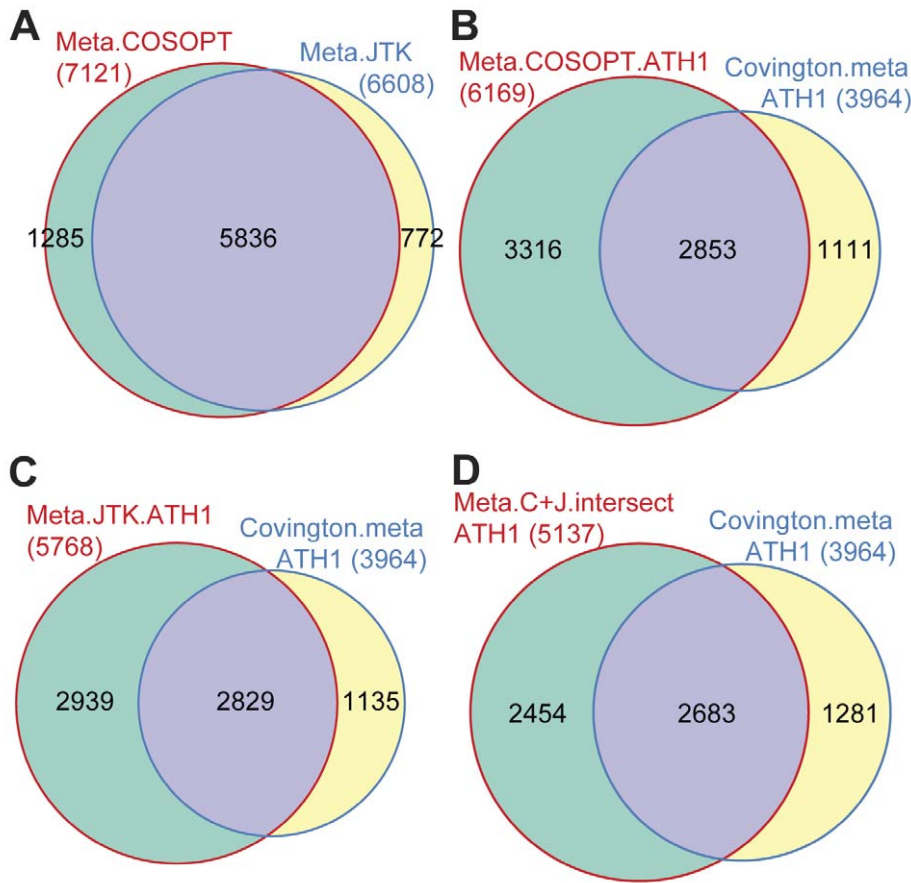 A
Meta.COSOPT
(7121)
Meta.JTK
(6608)
1285
5836
772
B
Meta.COSOPT.ATH1
(6169)
Covington.meta
ATH1 (3964)
3316
2853
1111
C
Meta.JTK.ATH1
(5768)
Covington.meta
ATH1 (3964)
2939
2829
1135
D
Meta.C+J.intersect
ATH1 (5137)
Covington.meta
ATH1 (3964)
2454
2683
1281